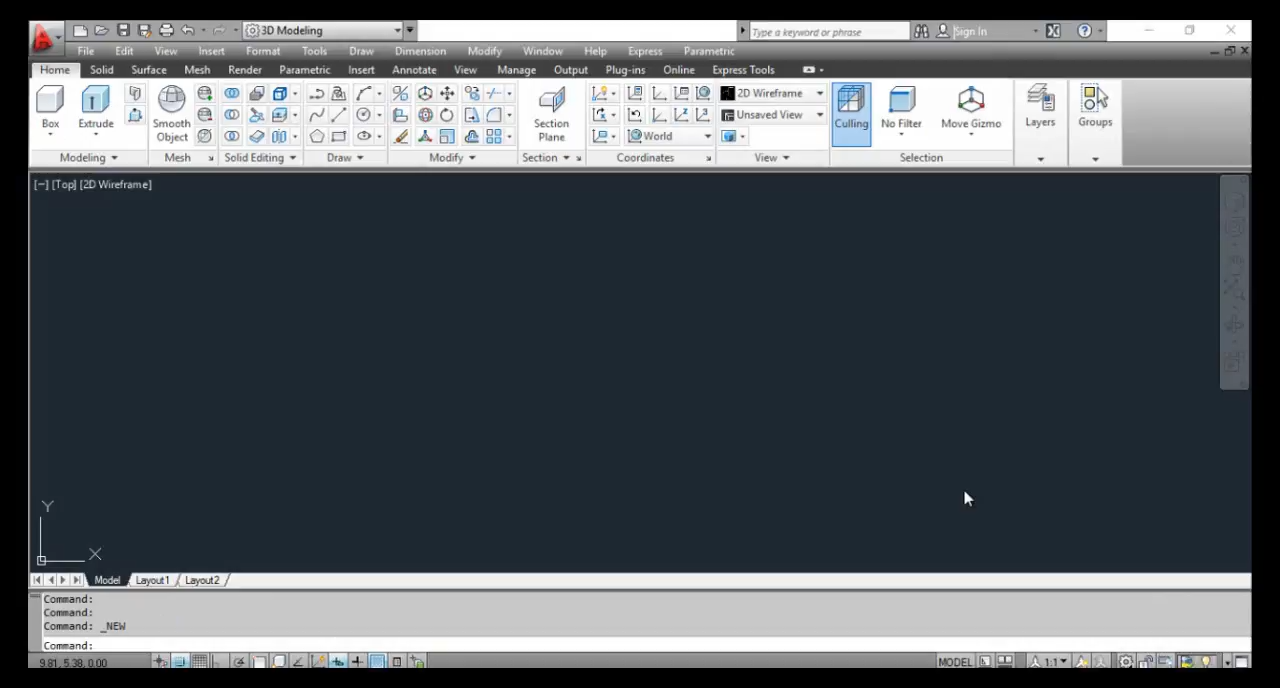 3D Modeling
Type a keyword or phrase
Sign In
File Edit View Insert Format Tools Draw Dimension Modify Window Help Express Parametric
Home Solid Surface Mesh Render Parametric Insert Annotate View Manage Output Plug-ins Online Express Tools
2D Wireframe
Unsaved View
World
Box Extrude Smooth Object Section Plane Culling No Filter Move Gizmo Layers Groups
Modeling Mesh Solid Editing Draw Modify Section Coordinates View Selection
[−] [Top] [2D Wireframe]
Y
X
Model Layout1 Layout2
Command:
Command:
Command: _NEW
Command:
9.81, 5.38, 0.00 MODEL 1:1